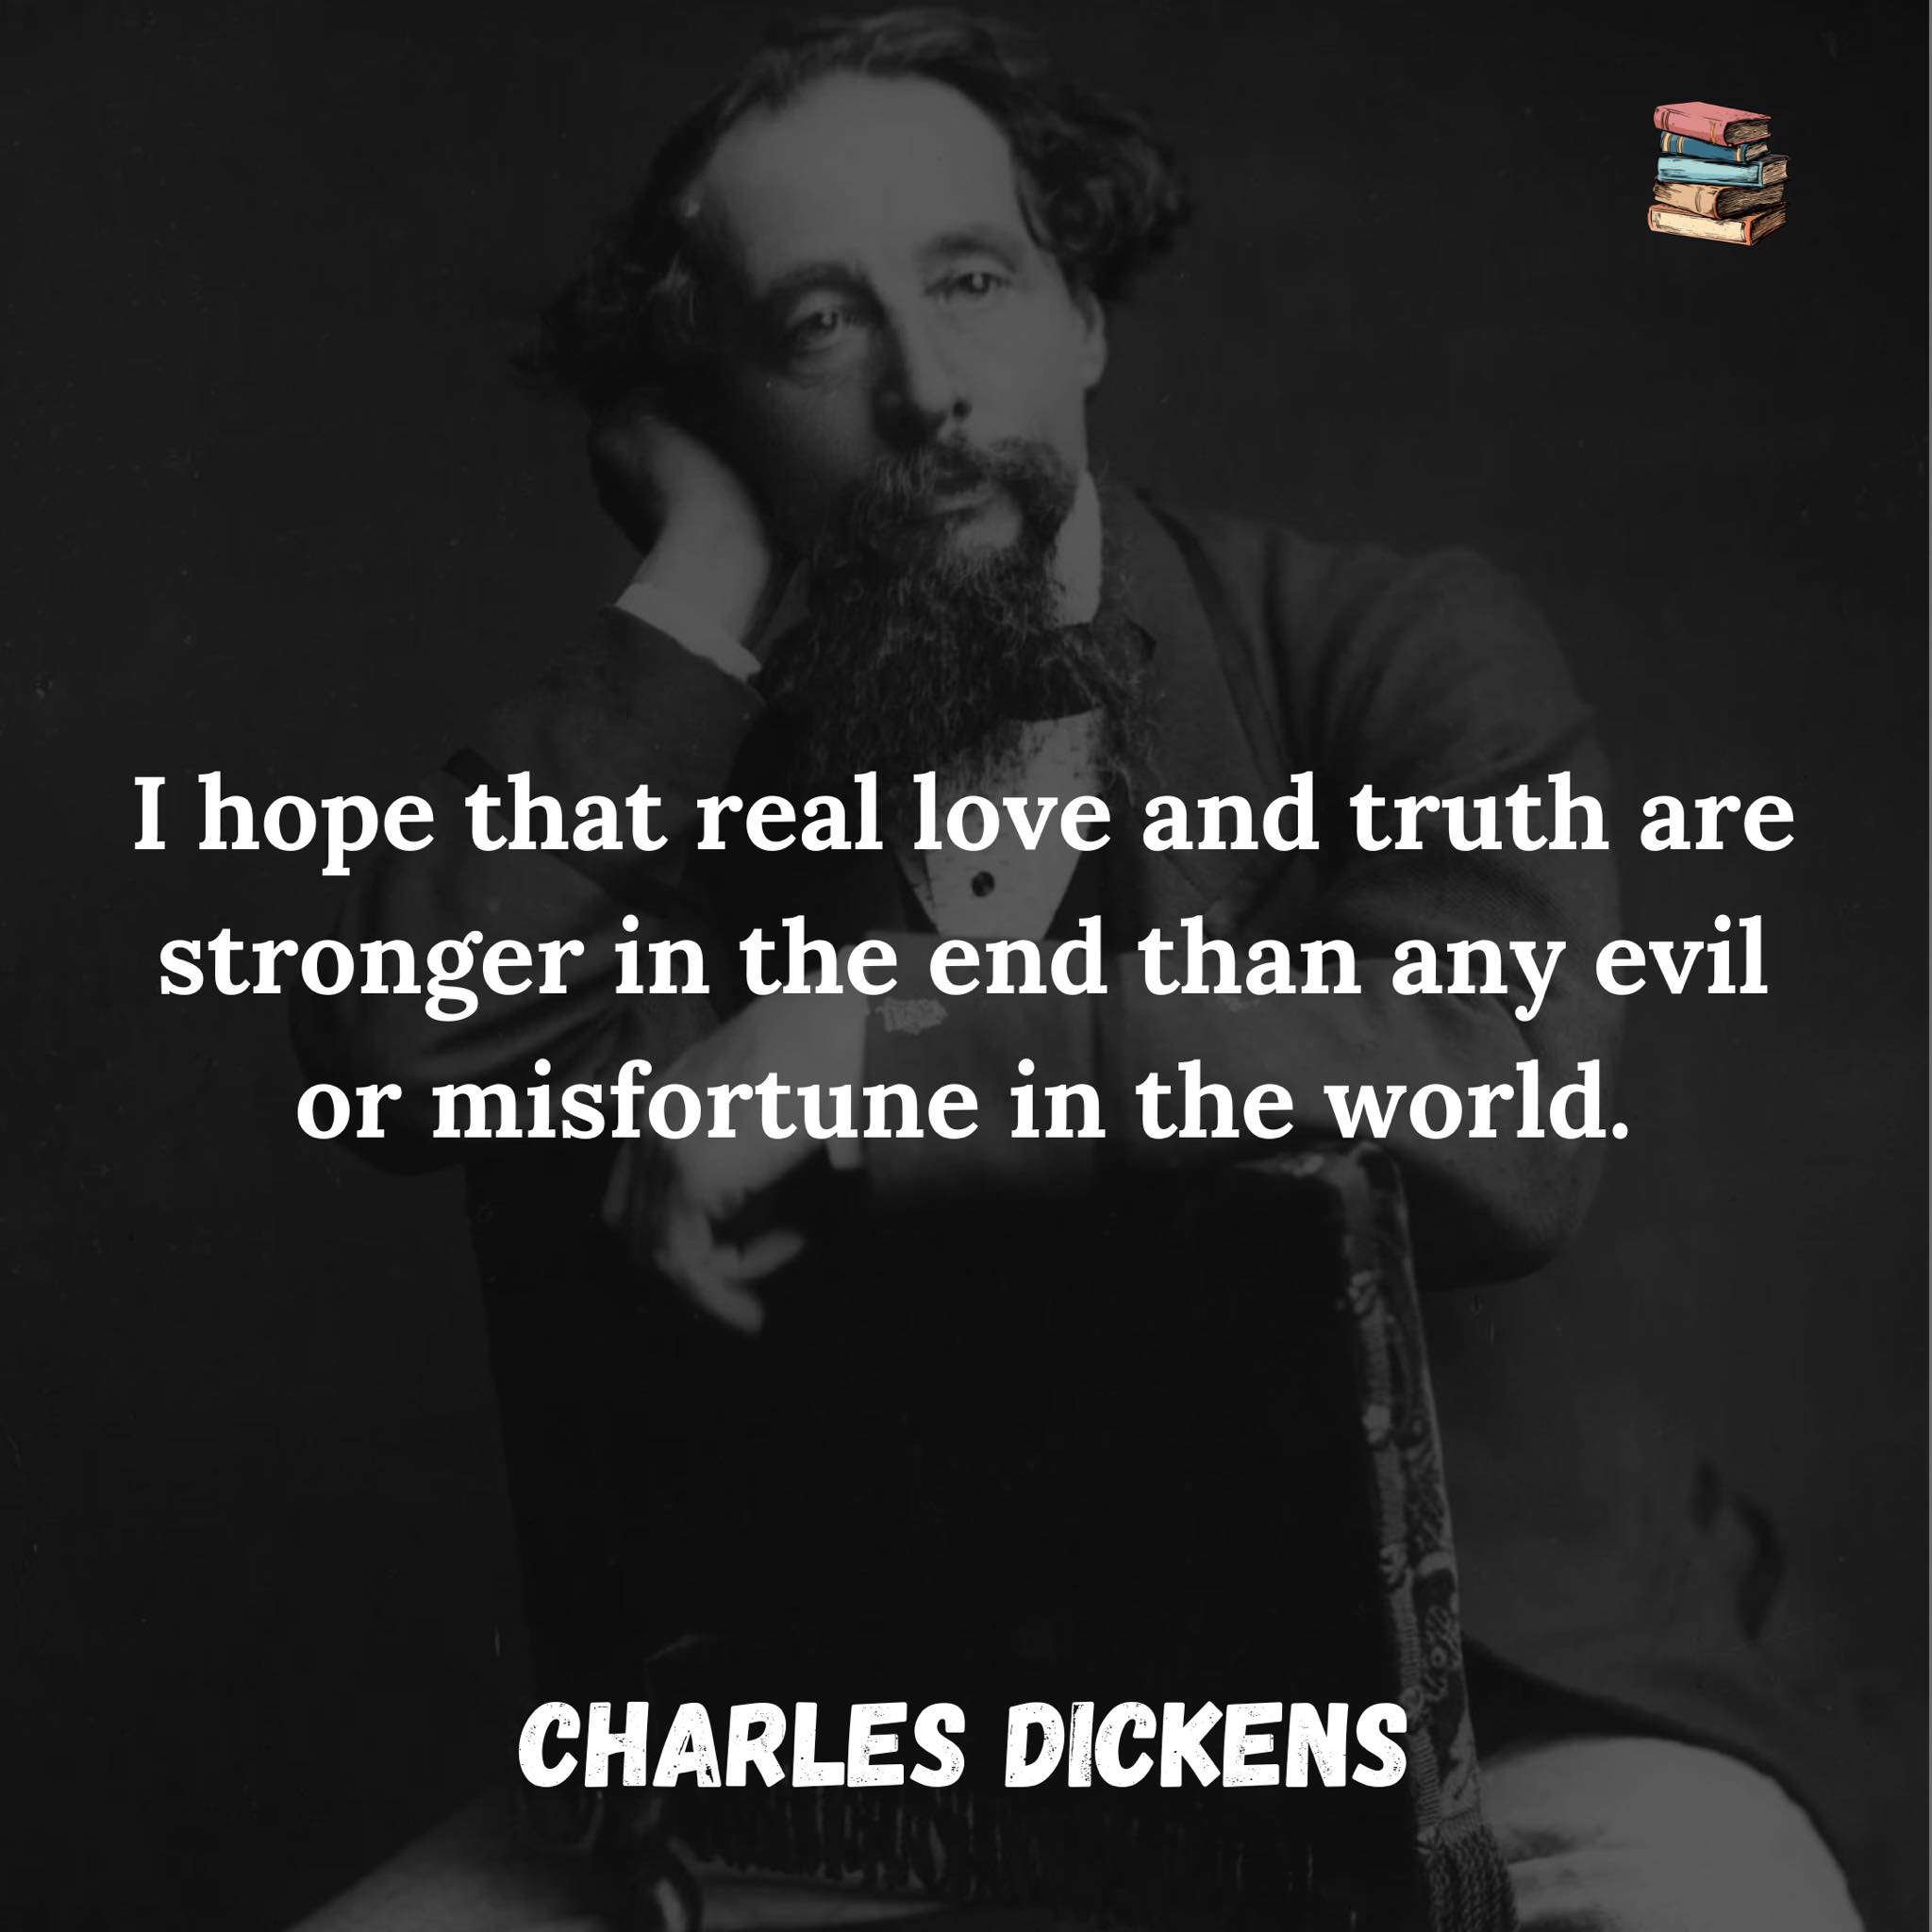 I hope that real love and truth are
stronger in the end than any evil
or misfortune in the world.
CHARLES DICKENS